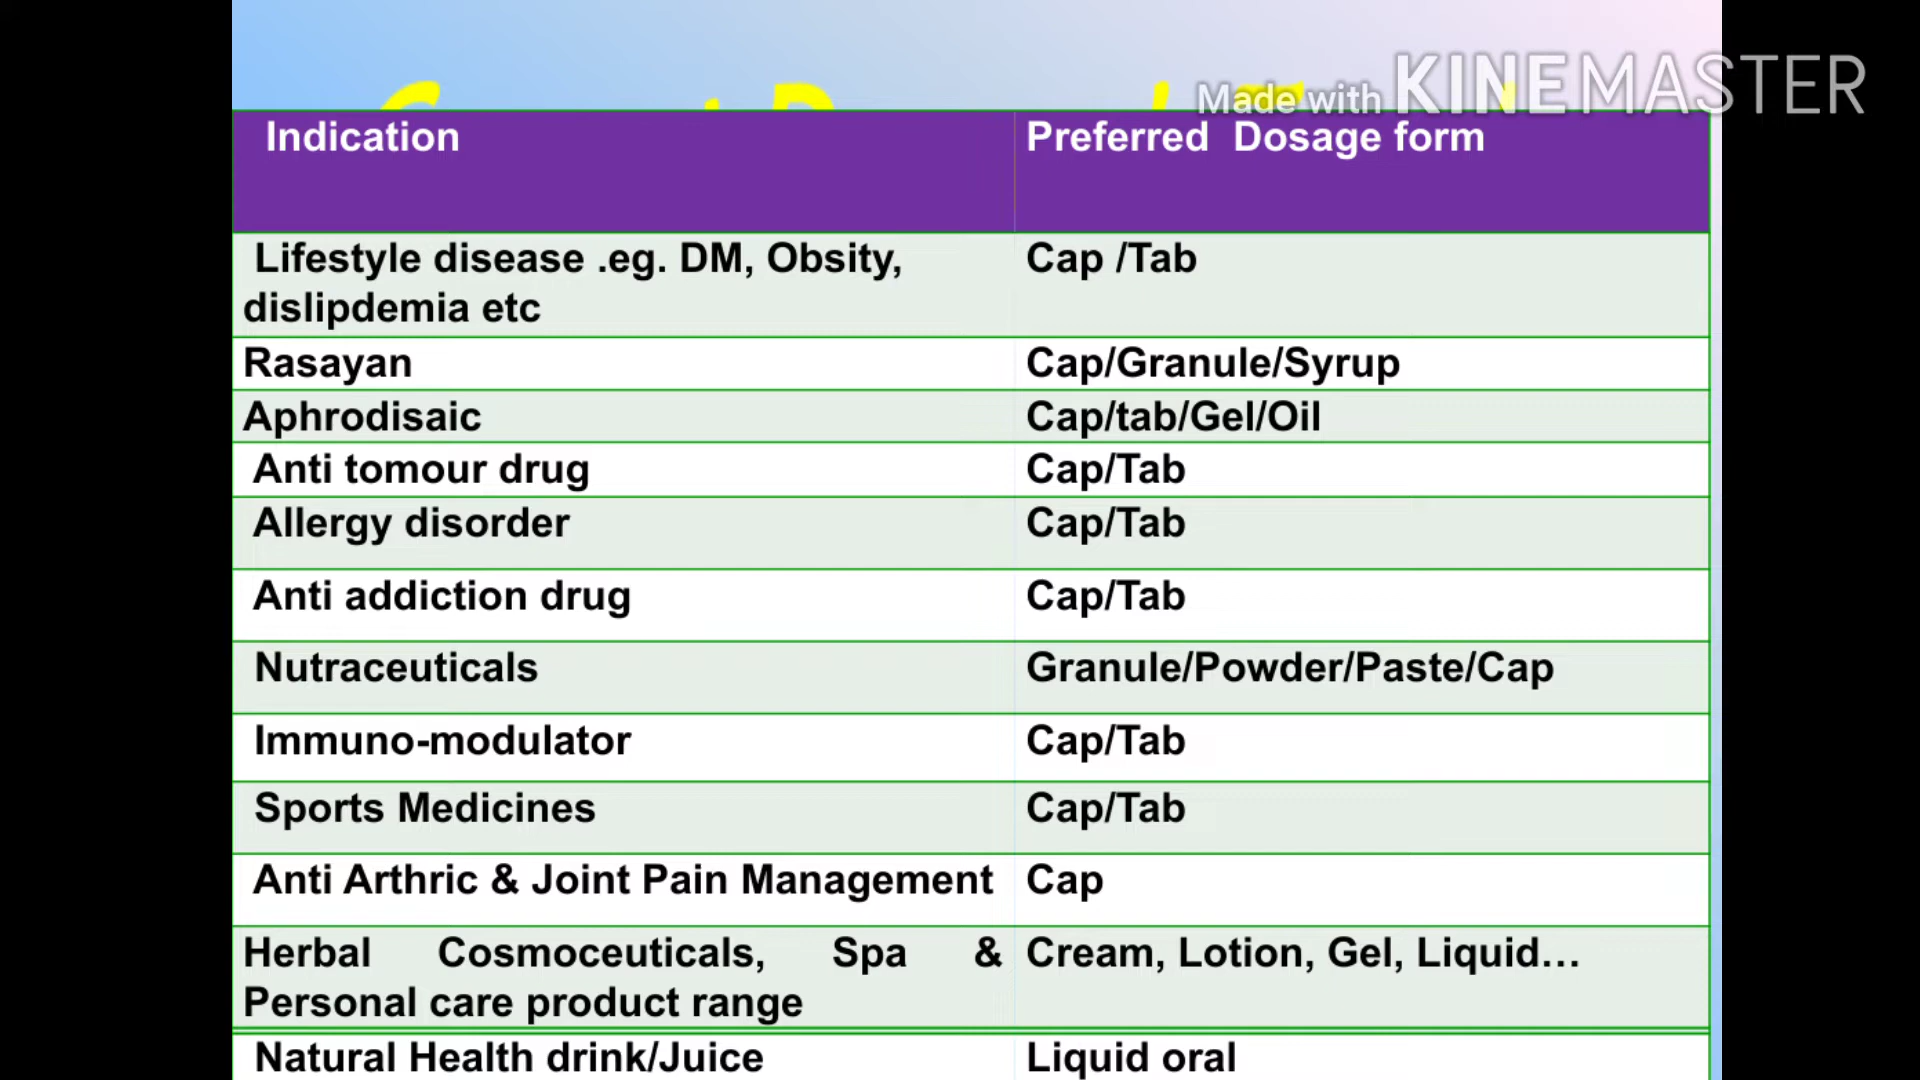 Made with KINEMASTER
Indication Preferred Dosage form
Lifestyle disease .eg. DM, Obsity, Cap /Tab
dislipdemia etc
Rasayan Cap/Granule/Syrup
Aphrodisaic Cap/tab/Gel/Oil
Anti tomour drug Cap/Tab
Allergy disorder Cap/Tab
Anti addiction drug Cap/Tab
Nutraceuticals Granule/Powder/Paste/Cap
Immuno-modulator Cap/Tab
Sports Medicines Cap/Tab
Anti Arthric & Joint Pain Management Cap
Herbal Cosmoceuticals, Spa & Cream, Lotion, Gel, Liquid…
Personal care product range
Natural Health drink/Juice Liquid oral